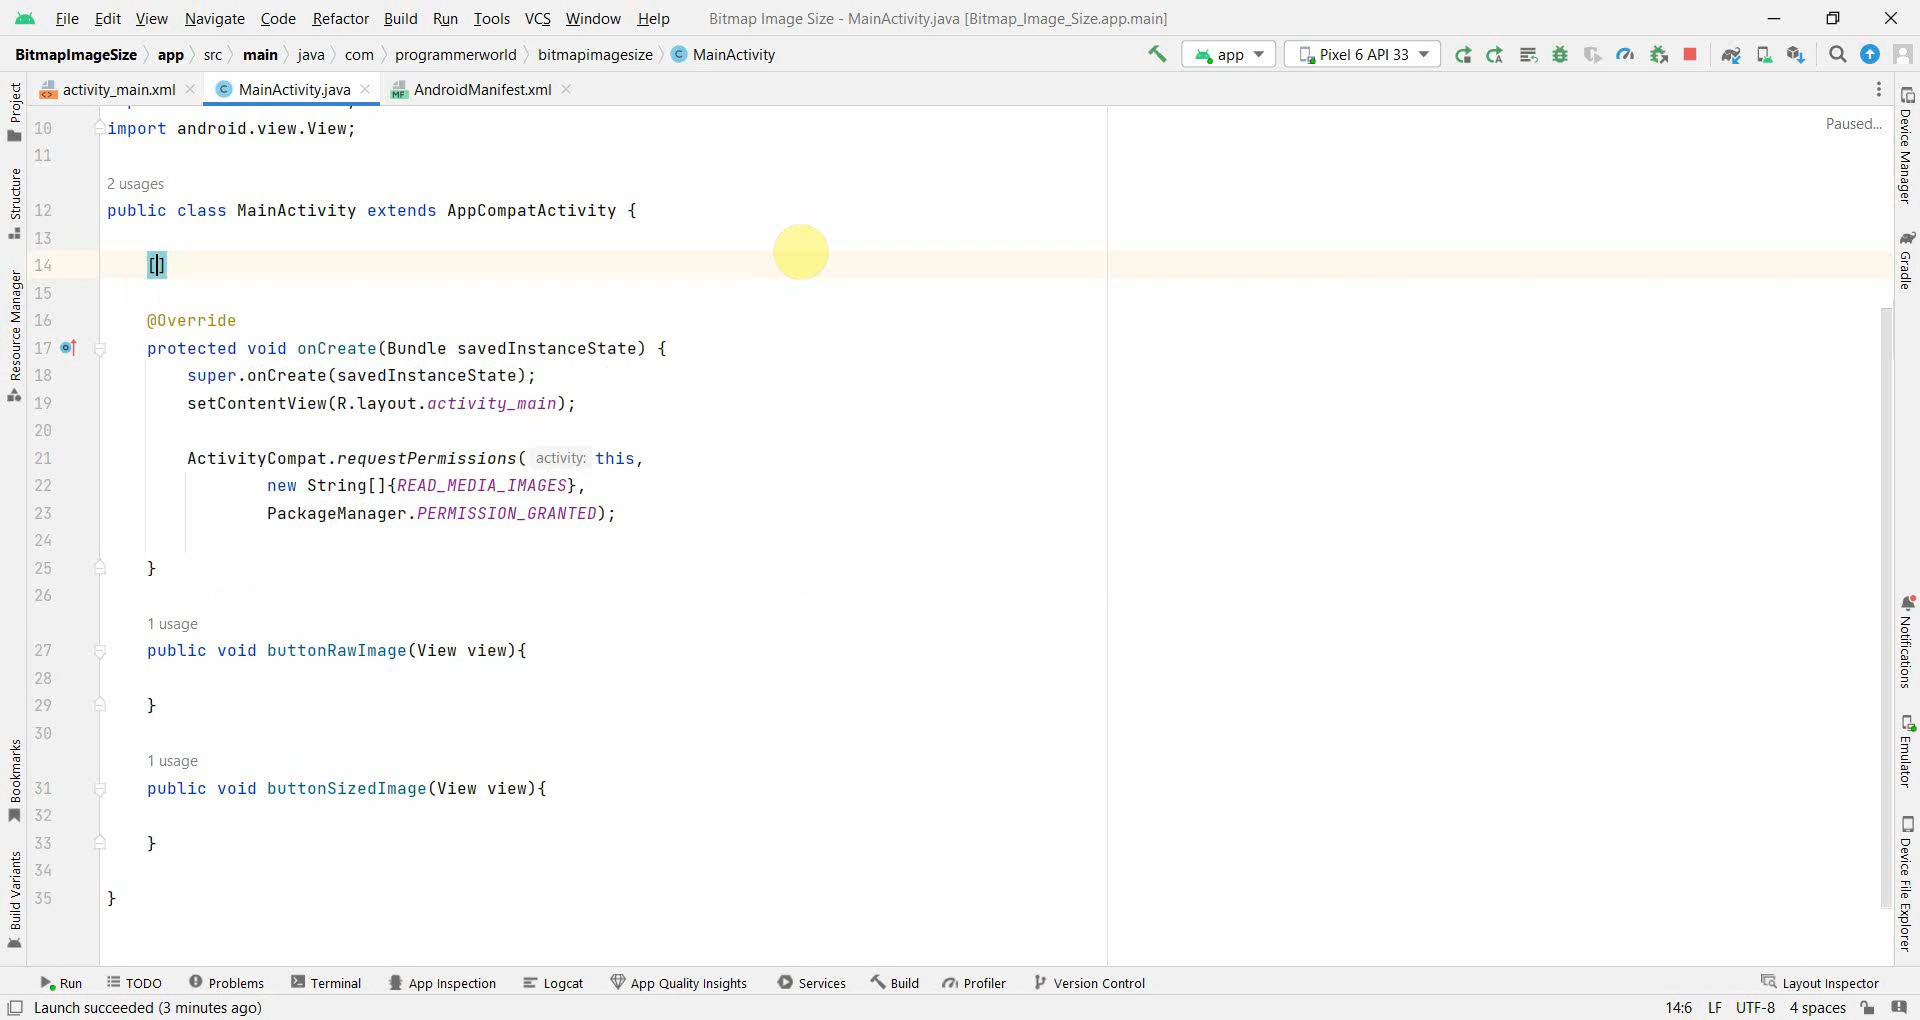 File Edit View Navigate Code Refactor Build Run Tools VCS Window Help Bitmap Image Size - MainActivity.java [Bitmap_Image_Size.app.main]
BitmapImageSize app src main java com programmerworld bitmapimagesize MainActivity app Pixel 6 API 33
activity_main.xml MainActivity.java AndroidManifest.xml
Paused...
10 import android.view.View;
11
2 usages
12 public class MainActivity extends AppCompatActivity {
13
14 []
15
16 @Override
17 protected void onCreate(Bundle savedInstanceState) {
18 super.onCreate(savedInstanceState);
19 setContentView(R.layout.activity_main);
20
21 ActivityCompat.requestPermissions( activity: this,
22 new String[]{READ_MEDIA_IMAGES},
23 PackageManager.PERMISSION_GRANTED);
24
25 }
26
1 usage
27 public void buttonRawImage(View view){
28
29 }
30
1 usage
31 public void buttonSizedImage(View view){
32
33 }
34
35 }
Project
Structure
Resource Manager
Bookmarks
Build Variants
Device Manager
Gradle
Notifications
Emulator
Device File Explorer
Run TODO Problems Terminal App Inspection Logcat App Quality Insights Services Build Profiler Version Control Layout Inspector
Launch succeeded (3 minutes ago) 14:6 LF UTF-8 4 spaces